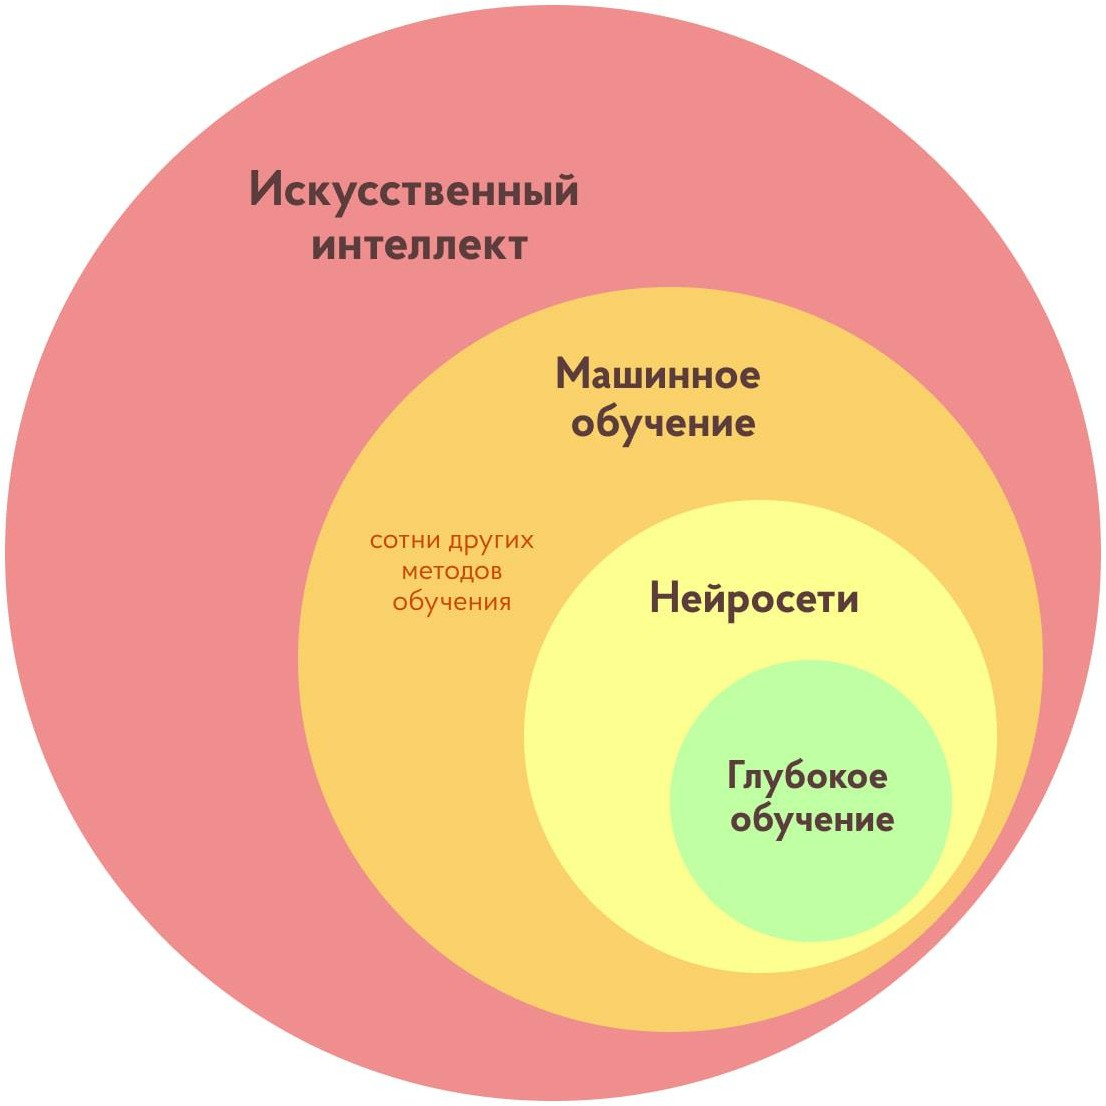 Искусственный
интеллект
Машинное
обучение
сотни других
методов
обучения
Нейросети
Глубокое
обучение